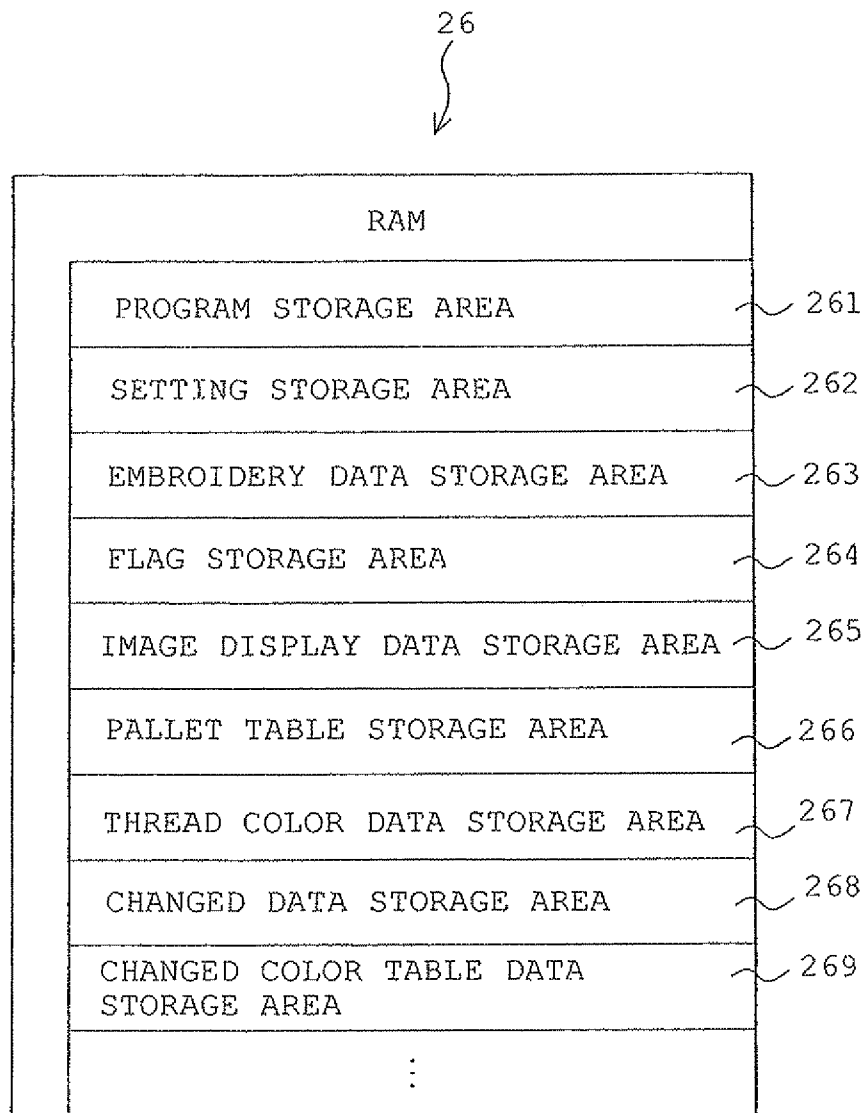 26
RAM
PROGRAM STORAGE AREA 261
SETTING STORAGE AREA 262
EMBROIDERY DATA STORAGE AREA 263
FLAG STORAGE AREA 264
IMAGE DISPLAY DATA STORAGE AREA 265
PALLET TABLE STORAGE AREA 266
THREAD COLOR DATA STORAGE AREA 267
CHANGED DATA STORAGE AREA 268
CHANGED COLOR TABLE DATA 269
STORAGE AREA
⋮